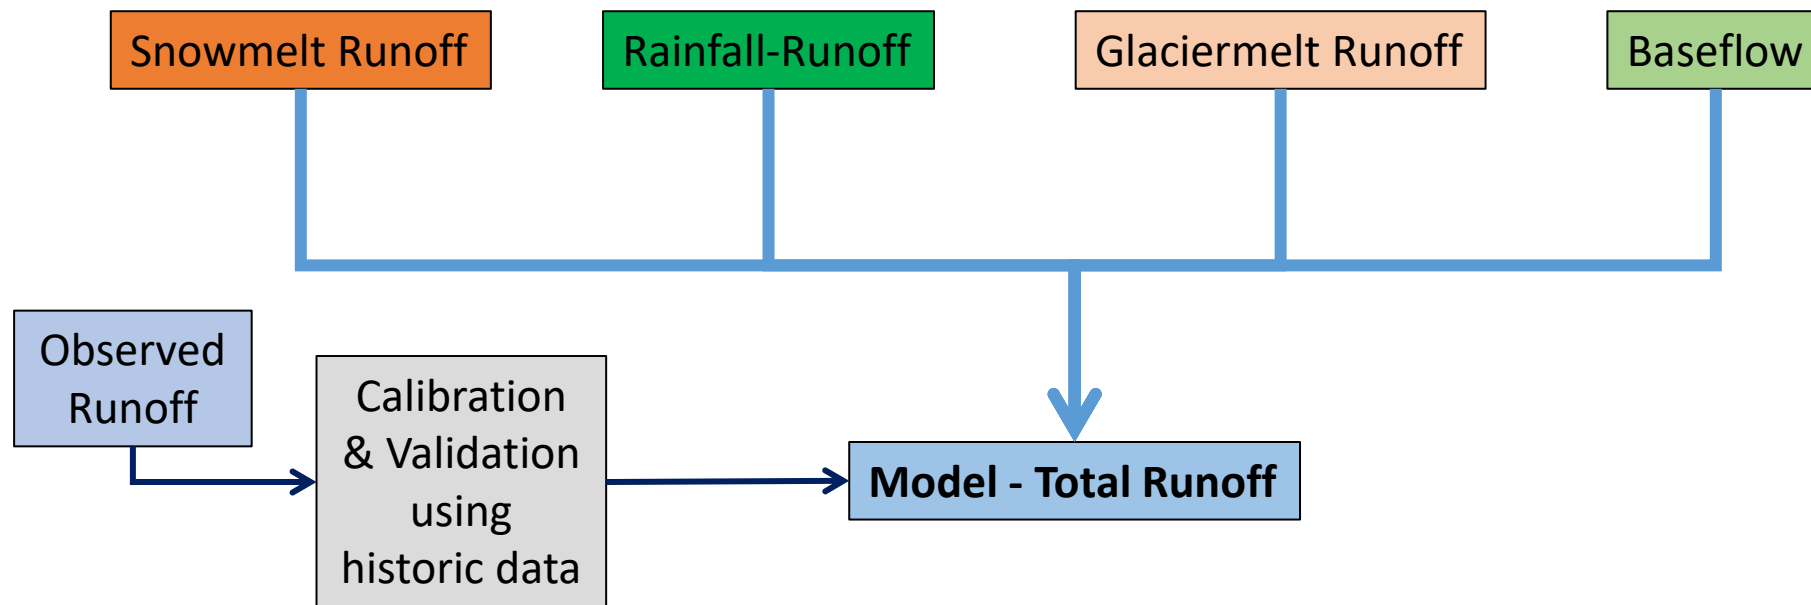 Snowmelt Runoff
Rainfall-Runoff
Glaciermelt Runoff
Baseflow
Observed
Runoff
Calibration
& Validation
using
historic data
Model - Total Runoff